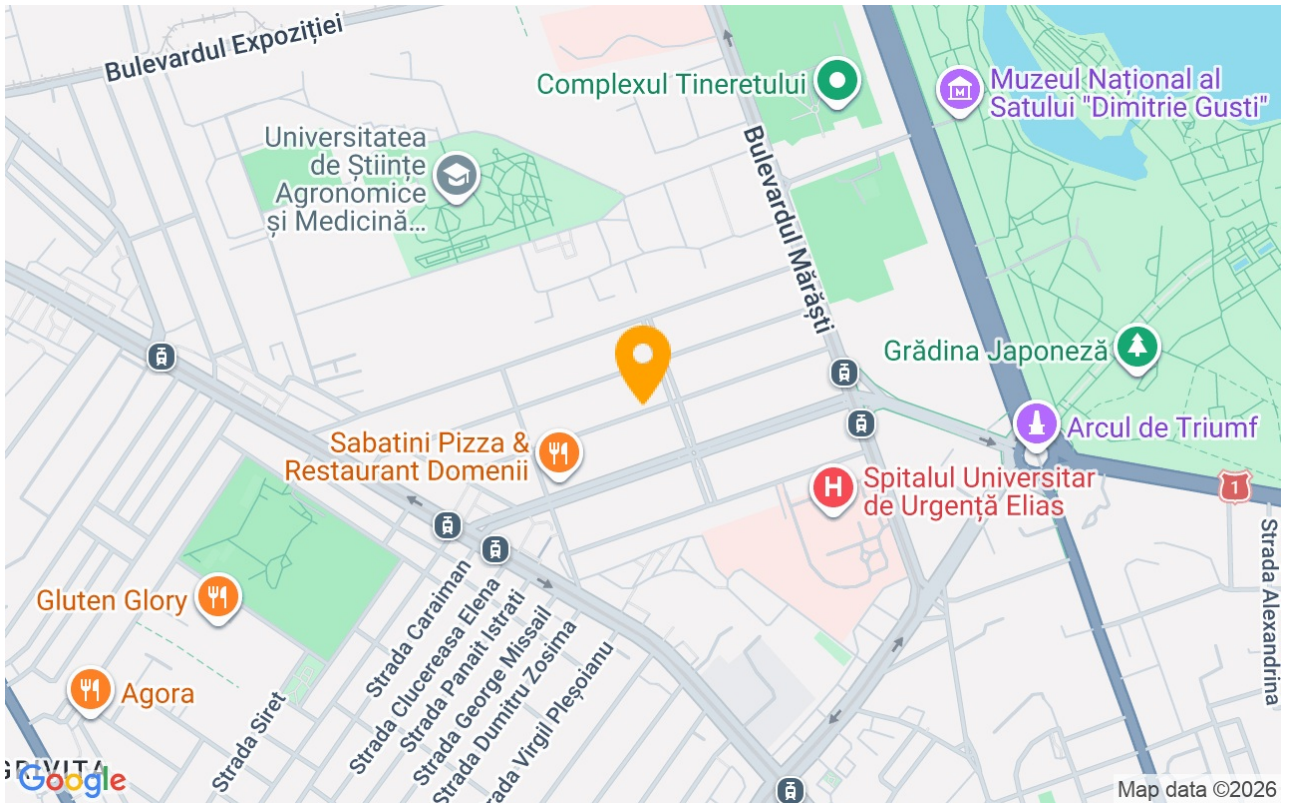 Bulevardul Expoziției
Complexul Tineretului
Muzeul Național al
Satului "Dimitrie Gusti"
Universitatea
de Științe
Agronomice
și Medicină...
Bulevardul Mărăști
Grădina Japoneză
Arcul de Triumf
Sabatini Pizza &
Restaurant Domenii
H
Spitalul Universitar
de Urgență Elias
1
Strada Alexandrina
Gluten Glory
Agora
Strada Siret
Strada Caraiman
Strada Clucereasa Elena
Strada Panait Istrati
Strada George Missail
Strada Dumitru Zosima
rada Virgil Pleșoianu
Google
Map data ©2026